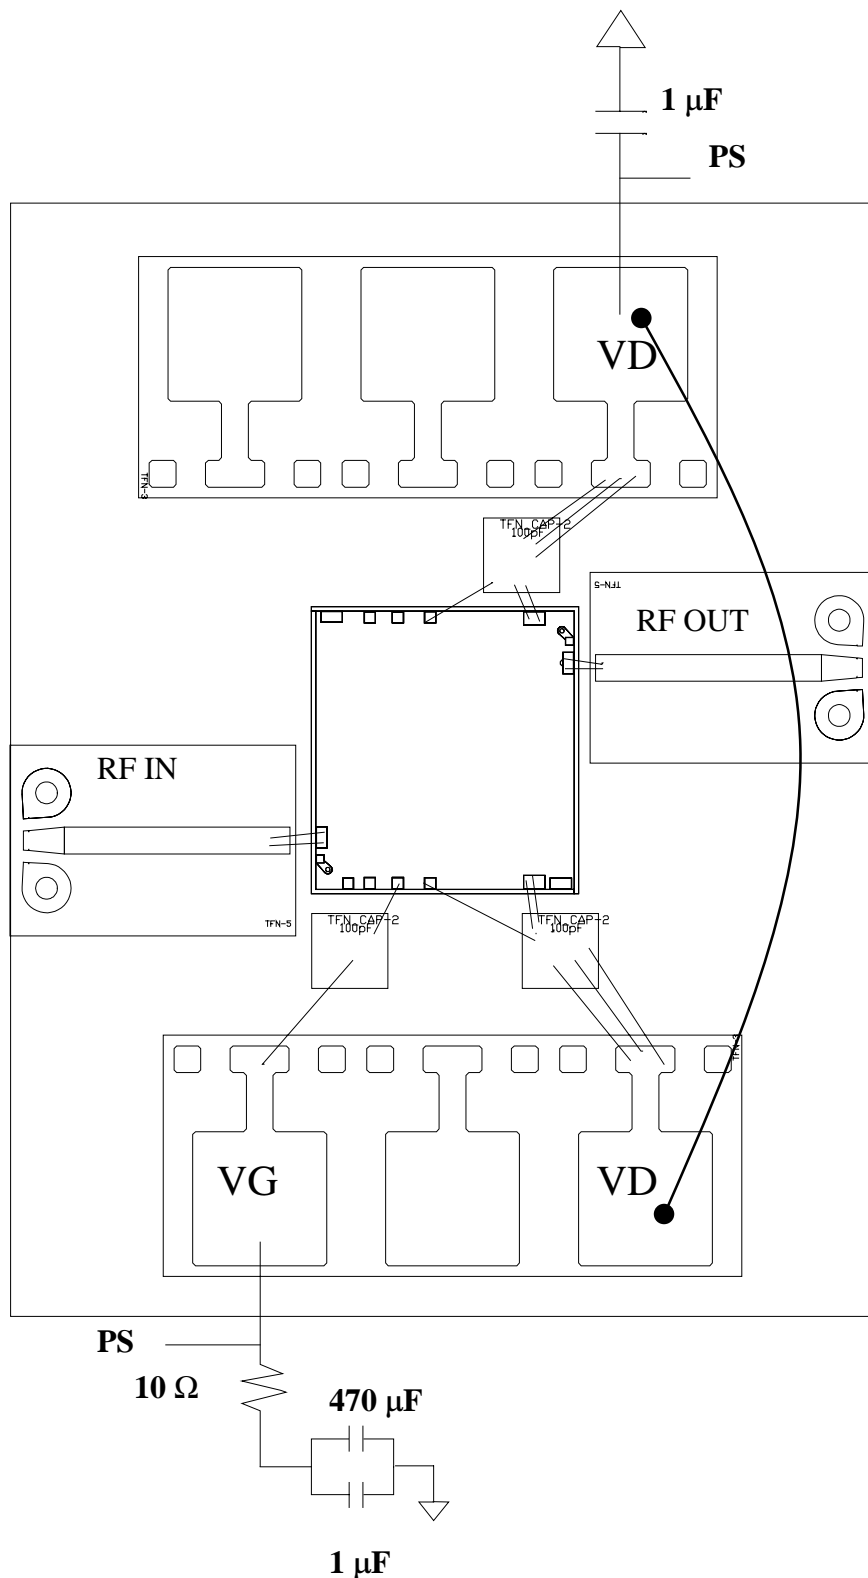 1 μF
PS
VD
TFN-3
TFN_CAP-2
100pF
TFN-5
RF OUT
RF IN
TFN-5
TFN_CAP-2
100pF
TFN_CAP-2
100pF
TFN-3
VG
VD
PS
10 Ω
470 μF
1 μF